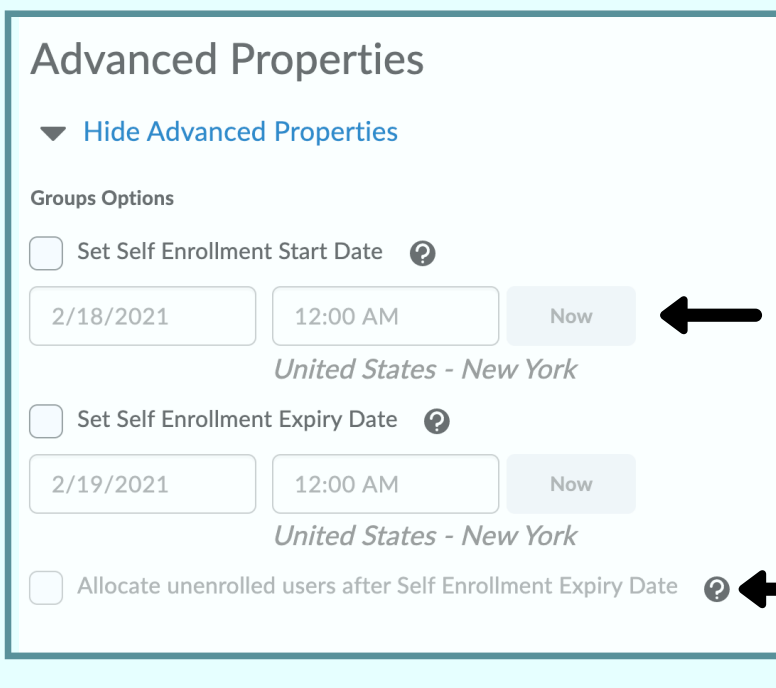 Advanced Properties
Hide Advanced Properties
Groups Options
Set Self Enrollment Start Date ?
2/18/2021 12:00 AM Now
United States - New York
Set Self Enrollment Expiry Date ?
2/19/2021 12:00 AM Now
United States - New York
Allocate unenrolled users after Self Enrollment Expiry Date ?